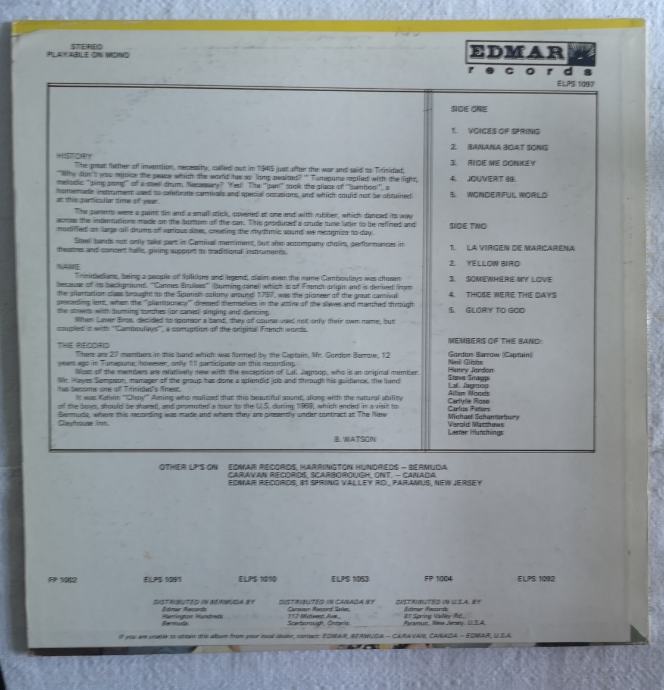 STEREO
PLAYABLE ON MONO
EDMAR
records
ELPS 1097
HISTORY
The great father of invention, necessity, called out in 1945 just after the war and said to Trinidad,
"Why don't you rejoice the peace which the world has so long awaited?" Tunapuna replied with the light,
melodic "ping pong" of a steel drum. Necessary? Yes! The "pan" took the place of "bamboo", a
homemade instrument used to celebrate carnivals and special occasions, and which could not be obtained
at this particular time of year.
The parents were a paint tin and a small stick, covered at one end with rubber, which danced its way
across the indentations made on the bottom of the can. This produced a crude tune later to be refined and
modified on large oil drums of various sizes, creating the rhythmic sound we recognize to-day.
Steel bands not only take part in Carnival merriment, but also accompany choirs, performances in
theatres and concert halls, giving support to traditional instruments.
NAME
Trinidadians, being a people of folklore and legend, claim even the name Camboulays was chosen
because of its background. "Cannes Brulees" (burning cane) which is of French origin and is derived from
the plantation class brought to the Spanish colony around 1797, was the pioneer of the great carnival
preceding lent, when the "plantocracy" dressed themselves in the attire of the slaves and marched through
the streets with burning torches (or canes) singing and dancing.
When Lever Bros. decided to sponsor a band, they of course used not only their own name, but
coupled it with "Camboulays", a corruption of the original French words.
THE RECORD
There are 27 members in this band which was formed by the Captain, Mr. Gordon Barrow, 12
years ago in Tunapuna; however, only 11 participate on this recording.
Most of the members are relatively new with the exception of Lal. Jagroop, who is an original member.
Mr. Hayes Sempson, manager of the group has done a splendid job and through his guidance, the band
has become one of Trinidad's finest.
It was Kelvin "Choy" Aming who realized that this beautiful sound, along with the natural ability
of the boys, should be shared, and promoted a tour to the U.S. during 1968, which ended in a visit to
Bermuda, where this recording was made and where they are presently under contract at The New
Clayhouse Inn.
B. WATSON
SIDE ONE
1. VOICES OF SPRING
2. BANANA BOAT SONG
3. RIDE ME DONKEY
4. JOUVERT 69.
5. WONDERFUL WORLD
SIDE TWO
1. LA VIRGEN DE MARCARENA
2. YELLOW BIRD
3. SOMEWHERE MY LOVE
4. THOSE WERE THE DAYS
5. GLORY TO GOD
MEMBERS OF THE BAND:
Gordon Barrow (Captain)
Neil Gibbs
Henry Jordon
Steve Snaggs
Lal. Jagroop
Allan Woods
Carlyle Rose
Carlos Peters
Michael Schanterbury
Verold Matthews
Lester Hutchings
OTHER LP'S ON EDMAR RECORDS, HARRINGTON HUNDREDS – BERMUDA
CARAVAN RECORDS, SCARBOROUGH, ONT. – CANADA
EDMAR RECORDS, 81 SPRING VALLEY RD., PARAMUS, NEW JERSEY
FP 1002 ELPS 1091 ELPS 1010 ELPS 1053 FP 1004 ELPS 1092
DISTRIBUTED IN BERMUDA BY
Edmar Records
Harrington Hundreds
Bermuda.
DISTRIBUTED IN CANADA BY
Caravan Record Sales,
117 Midwest Ave.,
Scarborough, Ontario.
DISTRIBUTED IN U.S.A. BY
Edmar Records,
81 Spring Valley Rd.,
Paramus, New Jersey. U.S.A.
If you are unable to obtain this album from your local dealer, contact: EDMAR, BERMUDA – CARAVAN, CANADA – EDMAR, U.S.A.